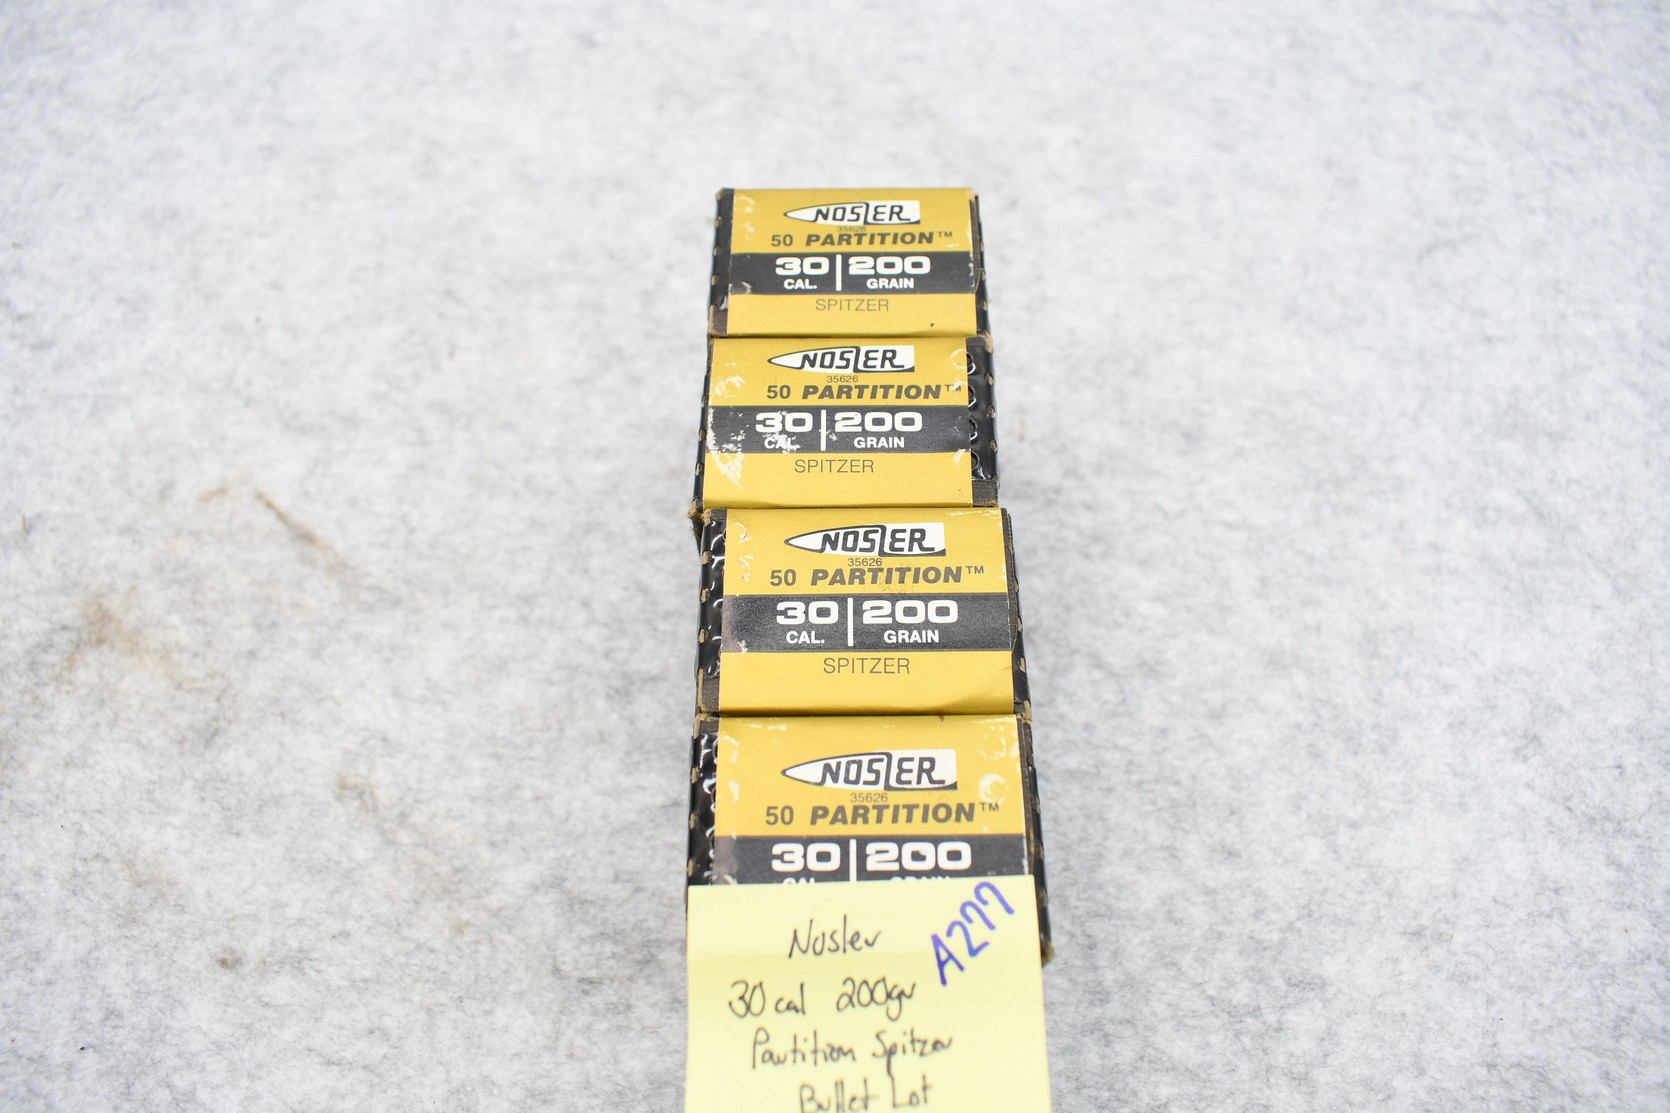 NOSLER
35626
50 PARTITION™
30 200
CAL. GRAIN
SPITZER
NOSLER
35626
50 PARTITION™
30 200
CAL. GRAIN
SPITZER
NOSLER
35626
50 PARTITION™
30 200
CAL. GRAIN
SPITZER
NOSLER
35626
50 PARTITION™
30 200
CAL. GRAIN
A277
Nosler
30 cal 200gr
Partition Spitzer
Bullet Lot